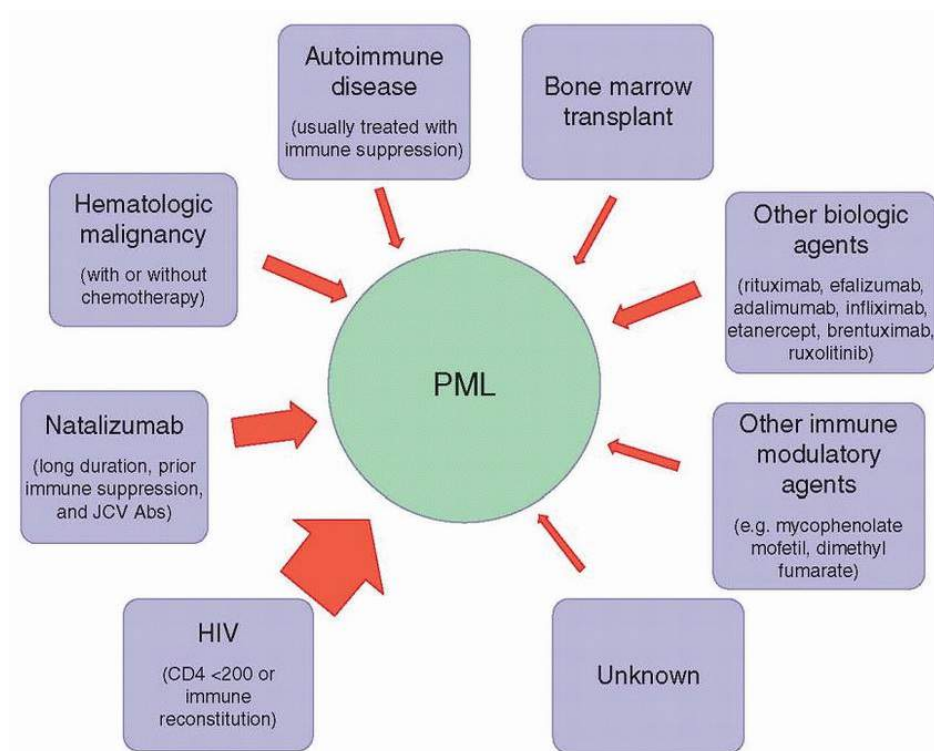 Autoimmune
disease
(usually treated with
immune suppression)
Bone marrow
transplant
Hematologic
malignancy
(with or without
chemotherapy)
Other biologic
agents
(rituximab, efalizumab,
adalimumab, infliximab,
etanercept, brentuximab,
ruxolitinib)
PML
Natalizumab
(long duration, prior
immune suppression,
and JCV Abs)
Other immune
modulatory
agents
(e.g. mycophenolate
mofetil, dimethyl
fumarate)
HIV
(CD4 <200 or
immune
reconstitution)
Unknown